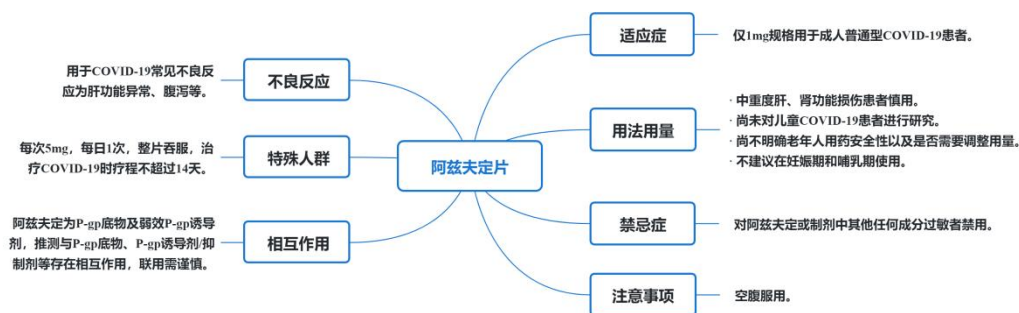 阿兹夫定片
不良反应
用于COVID-19常见不良反
应为肝功能异常、腹泻等。
特殊人群
每次5mg，每日1次，整片吞服，治
疗COVID-19时疗程不超过14天。
相互作用
阿兹夫定为P-gp底物及弱效P-gp诱导
剂，推测与P-gp底物、P-gp诱导剂/抑
制剂等存在相互作用，联用需谨慎。
适应症
仅1mg规格用于成人普通型COVID-19患者。
用法用量
· 中重度肝、肾功能损伤患者慎用。
· 尚未对儿童COVID-19患者进行研究。
· 尚不明确老年人用药安全性以及是否需要调整用量。
· 不建议在妊娠期和哺乳期使用。
禁忌症
对阿兹夫定或制剂中其他任何成分过敏者禁用。
注意事项
空腹服用。